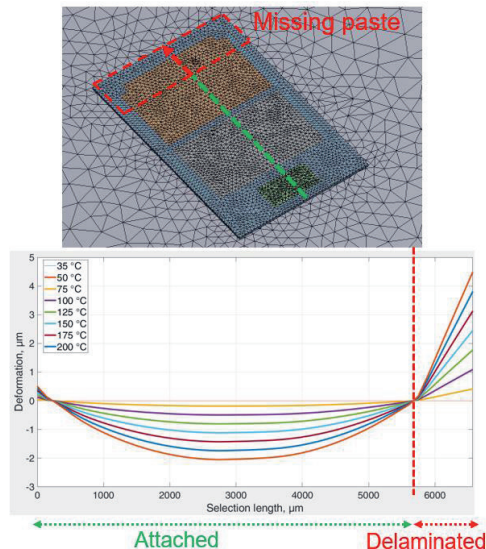 Missing paste
5
4
3
2
1
0
-1
-2
-3
Deformation, µm
35 °C
50 °C
75 °C
100 °C
125 °C
150 °C
175 °C
200 °C
0
1000
2000
3000
4000
5000
6000
Selection length, µm
Attached
Delaminated